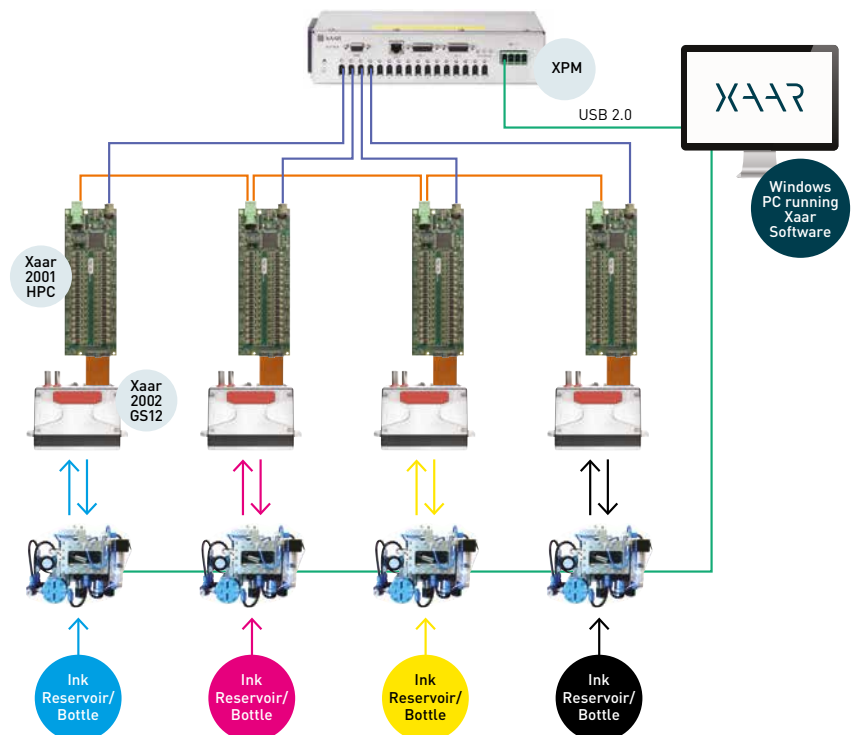 XAAR
XPM
USB 2.0
XAAR
Windows
PC running
Xaar
Software
Xaar
2001
HPC
Xaar
2002
GS12
Ink
Reservoir/
Bottle
Ink
Reservoir/
Bottle
Ink
Reservoir/
Bottle
Ink
Reservoir/
Bottle